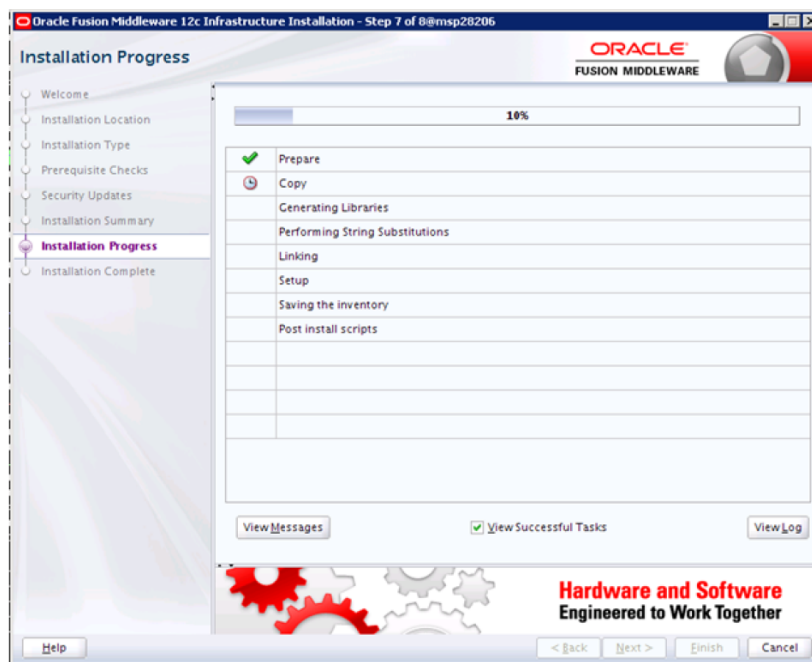 Oracle Fusion Middleware 12c Infrastructure Installation - Step 7 of 8@msp28206
Installation Progress
ORACLE
FUSION MIDDLEWARE
Welcome
Installation Location
Installation Type
Prerequisite Checks
Security Updates
Installation Summary
Installation Progress
Installation Complete
10%
Prepare
Copy
Generating Libraries
Performing String Substitutions
Linking
Setup
Saving the inventory
Post install scripts
View Messages
View Successful Tasks
View Log
Hardware and Software
Engineered to Work Together
Help
< Back
Next >
Finish
Cancel